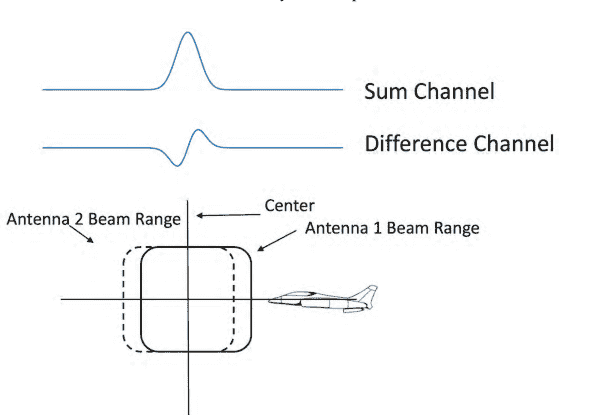 Sum Channel
Difference Channel
Center
Antenna 2 Beam Range
Antenna 1 Beam Range